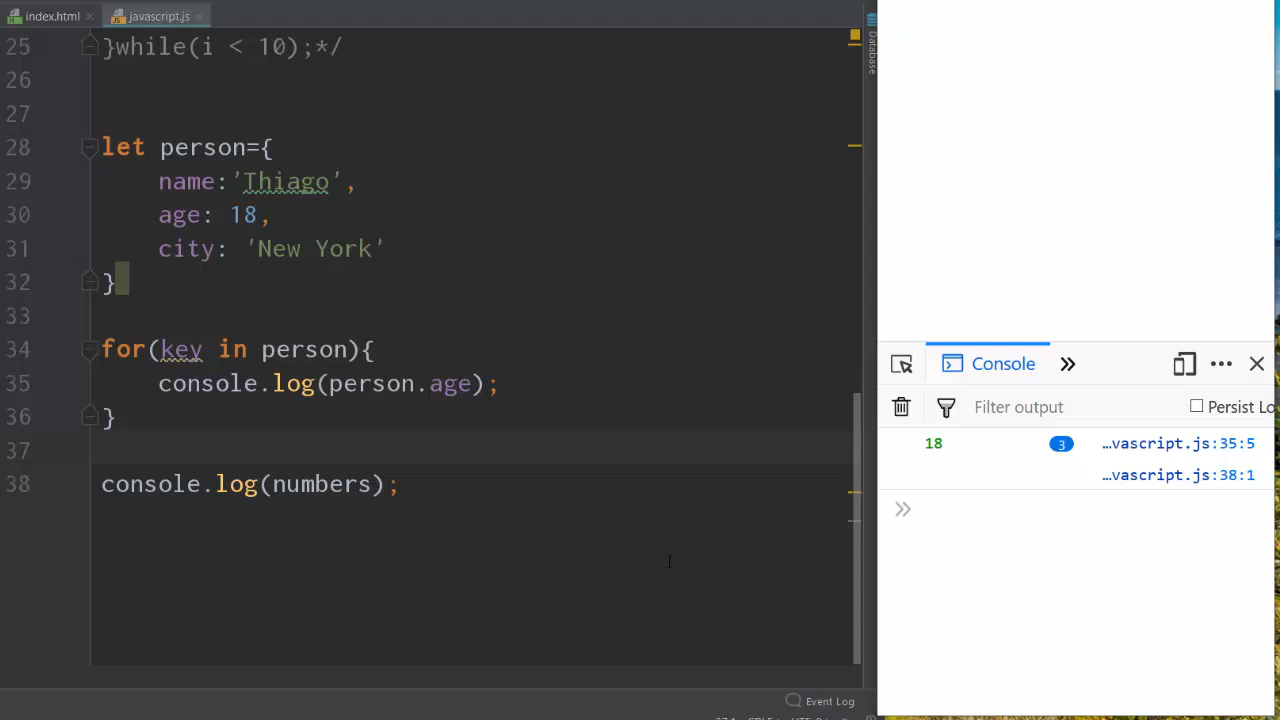 index.html
javascript.js
25 }while(i < 10);*/
26
27
28 let person={
29 name:'Thiago',
30 age: 18,
31 city: 'New York'
32 }
33
34 for(key in person){
35 console.log(person.age);
36 }
37
38 console.log(numbers);
Event Log
Database
Console
Filter output
Persist Lo
18 3 …vascript.js:35:5
…vascript.js:38:1